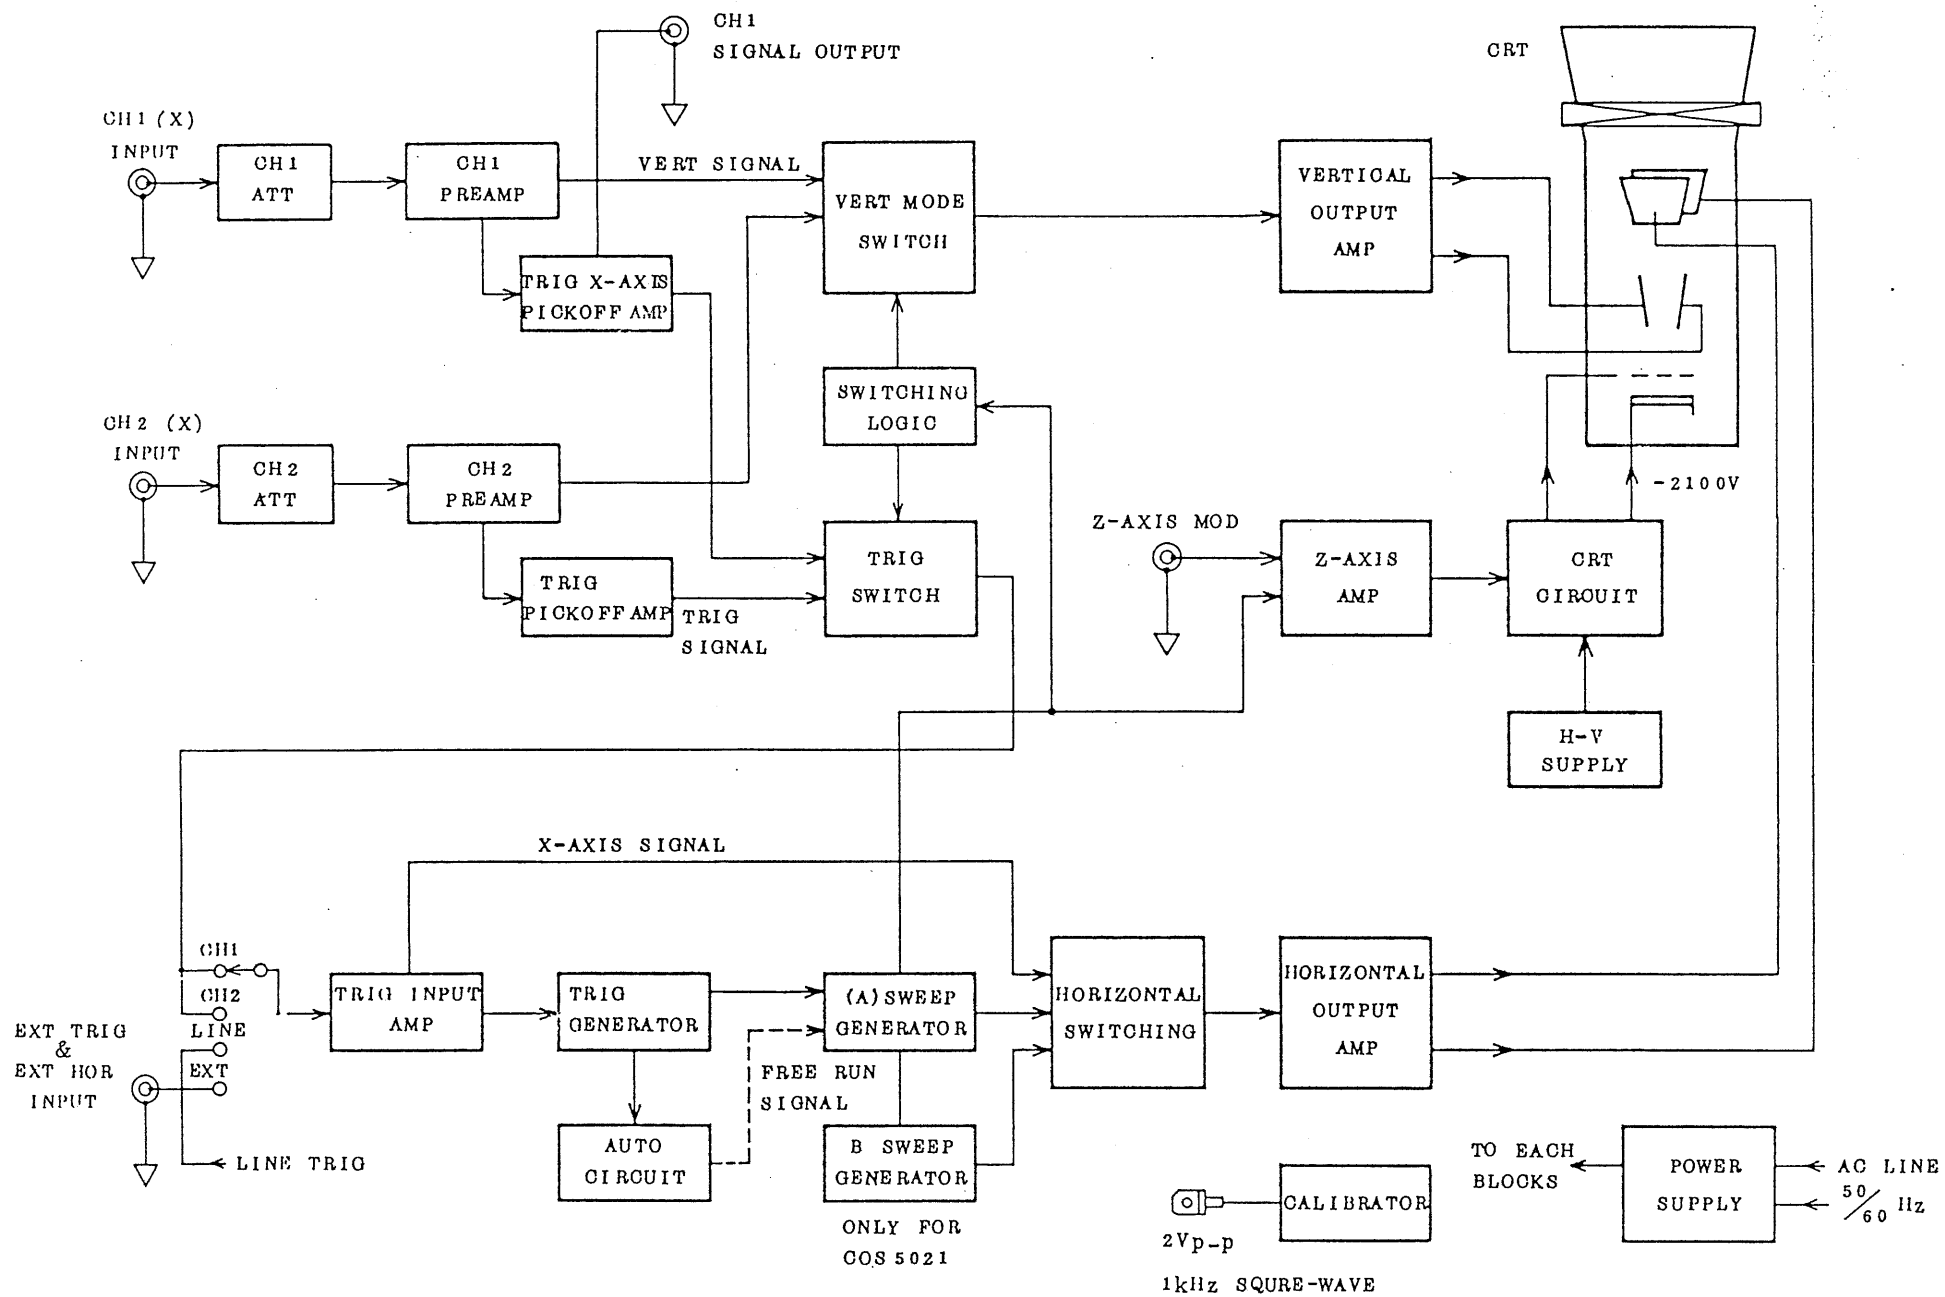 CH1
SIGNAL OUTPUT
CRT
CH1 (X)
INPUT
CH1
ATT
CH1
PREAMP
VERT SIGNAL
VERT MODE
SWITCH
VERTICAL
OUTPUT
AMP
TRIG X-AXIS
PICKOFF AMP
SWITCHING
LOGIC
CH2 (X)
INPUT
CH2
ATT
CH2
PREAMP
-2100V
Z-AXIS MOD
TRIG
SWITCH
Z-AXIS
AMP
CRT
CIRCUIT
TRIG
PICKOFF AMP
TRIG
SIGNAL
H-V
SUPPLY
X-AXIS SIGNAL
CH1
CH2
LINE
EXT
EXT TRIG
&
EXT HOR
INPUT
LINE TRIG
TRIG INPUT
AMP
TRIG
GENERATOR
(A)SWEEP
GENERATOR
HORIZONTAL
SWITCHING
HORIZONTAL
OUTPUT
AMP
FREE RUN
SIGNAL
AUTO
CIRCUIT
B SWEEP
GENERATOR
ONLY FOR
COS 5021
CALIBRATOR
2Vp-p
1kHz SQURE-WAVE
TO EACH
BLOCKS
POWER
SUPPLY
AC LINE
50/60 Hz